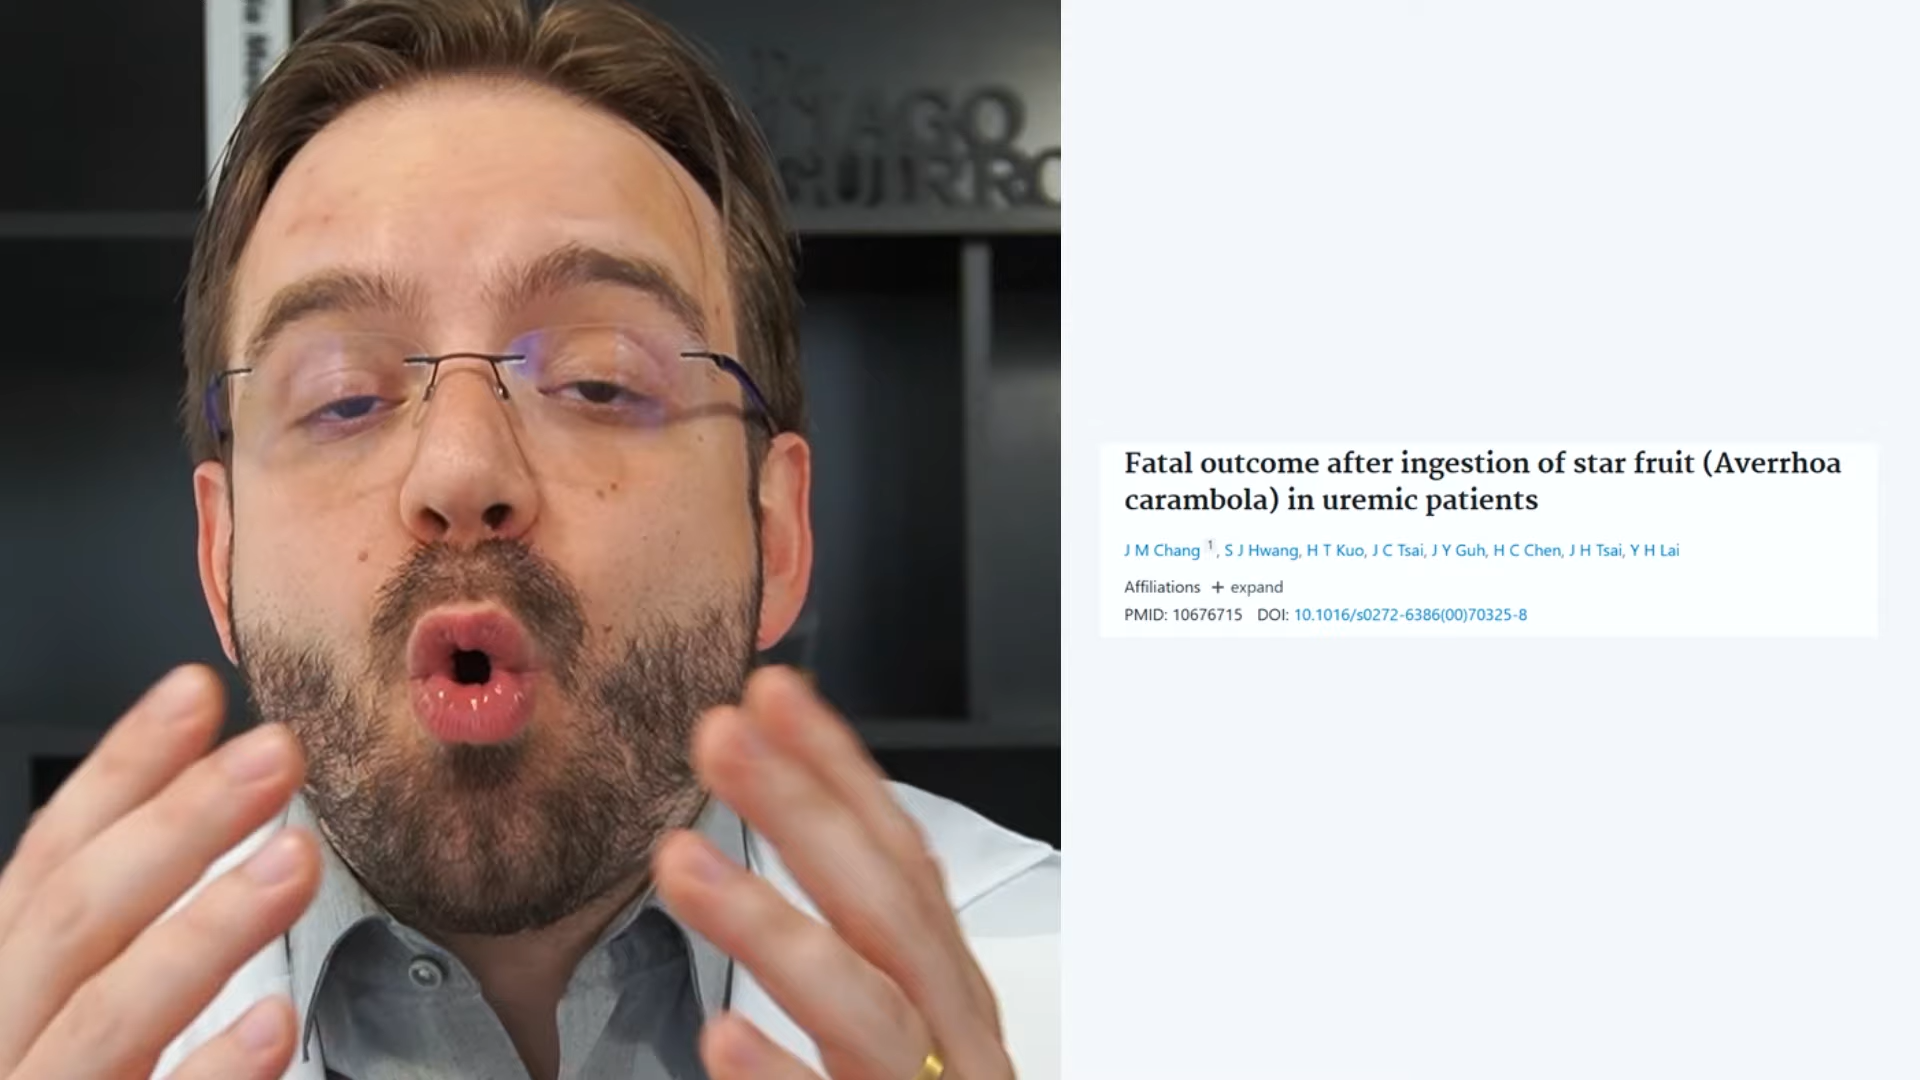 Fatal outcome after ingestion of star fruit (Averrhoa
carambola) in uremic patients
J M Chang 1, S J Hwang, H T Kuo, J C Tsai, J Y Guh, H C Chen, J H Tsai, Y H Lai
Affiliations + expand
PMID: 10676715 DOI: 10.1016/s0272-6386(00)70325-8